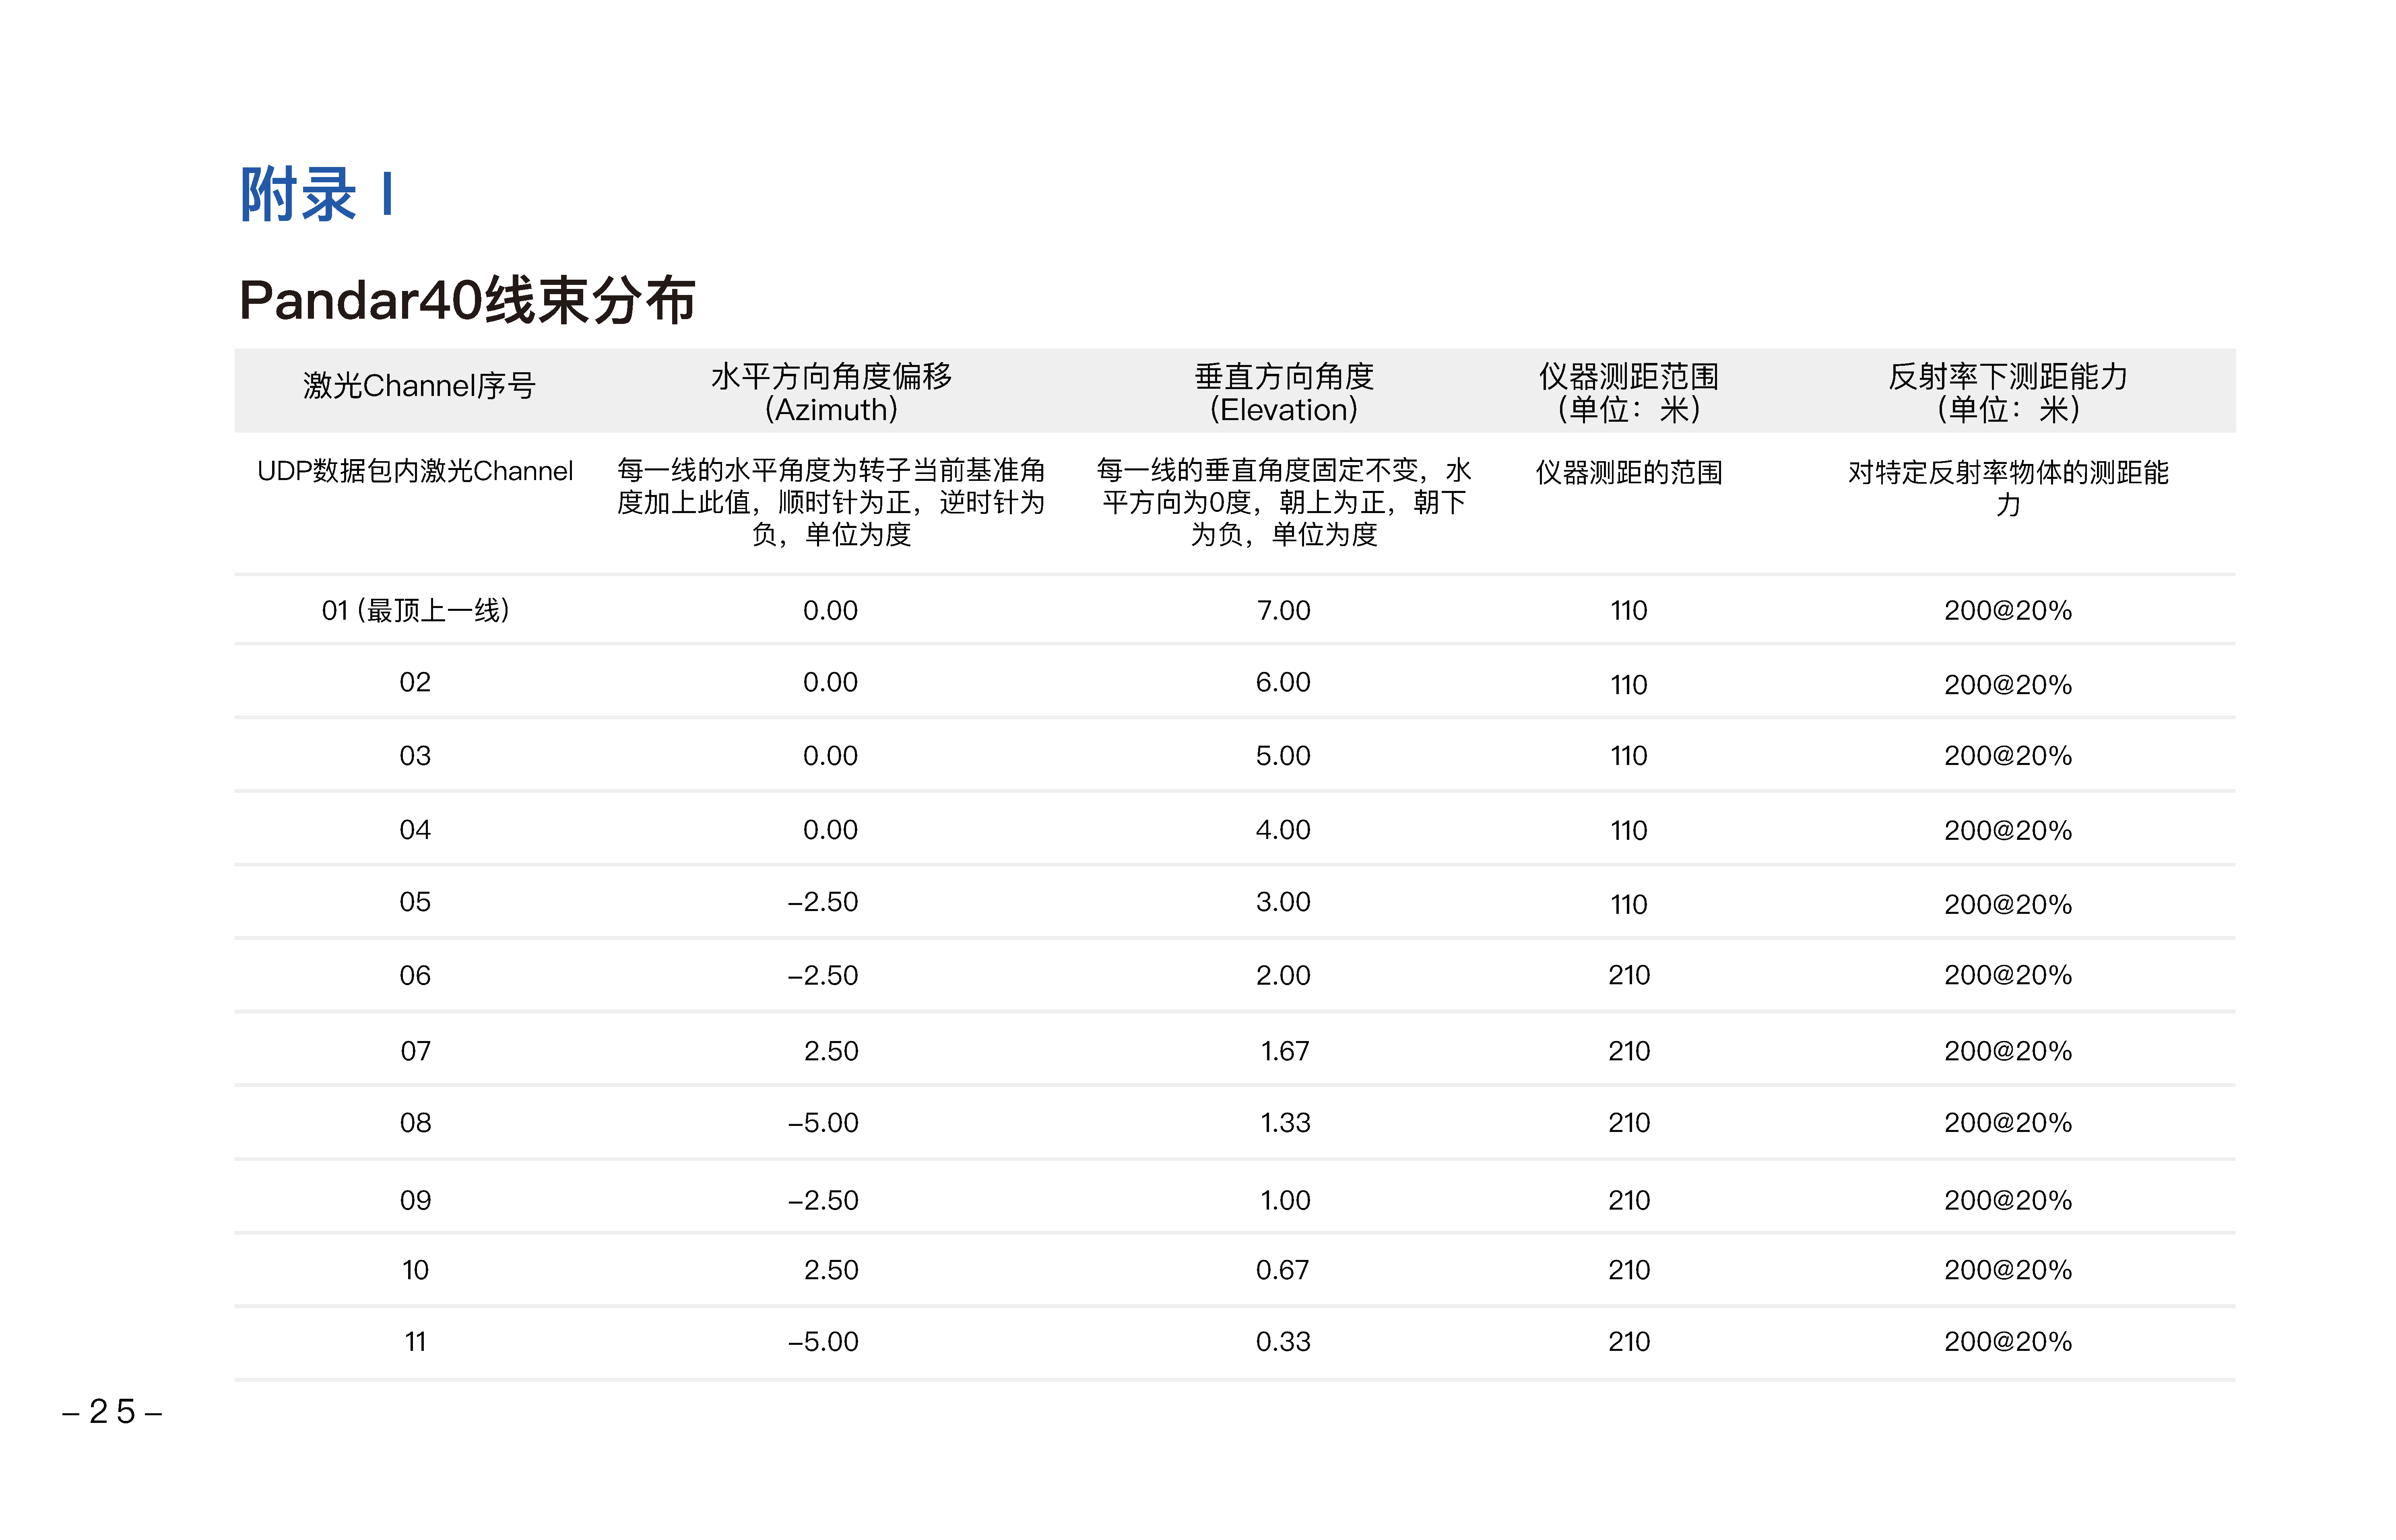 附录 I
Pandar40线束分布
激光Channel序号 水平方向角度偏移 (Azimuth) 垂直方向角度 (Elevation) 仪器测距范围 (单位：米) 反射率下测距能力 (单位：米)
UDP数据包内激光Channel 每一线的水平角度为转子当前基准角度加上此值，顺时针为正，逆时针为负，单位为度 每一线的垂直角度固定不变，水平方向为0度，朝上为正，朝下为负，单位为度 仪器测距的范围 对特定反射率物体的测距能力
01 (最顶上一线) 0.00 7.00 110 200@20%
02 0.00 6.00 110 200@20%
03 0.00 5.00 110 200@20%
04 0.00 4.00 110 200@20%
05 –2.50 3.00 110 200@20%
06 –2.50 2.00 210 200@20%
07 2.50 1.67 210 200@20%
08 –5.00 1.33 210 200@20%
09 –2.50 1.00 210 200@20%
10 2.50 0.67 210 200@20%
11 –5.00 0.33 210 200@20%
–25–